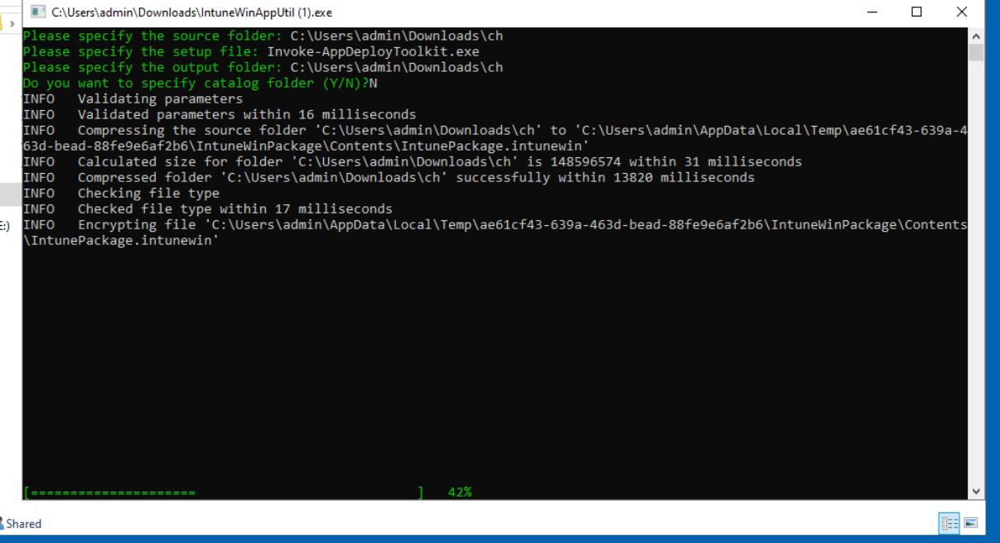 C:\Users\admin\Downloads\IntuneWinAppUtil (1).exe
Please specify the source folder: C:\Users\admin\Downloads\ch
Please specify the setup file: Invoke-AppDeployToolkit.exe
Please specify the output folder: C:\Users\admin\Downloads\ch
Do you want to specify catalog folder (Y/N)?N
INFO   Validating parameters
INFO   Validated parameters within 16 milliseconds
INFO   Compressing the source folder 'C:\Users\admin\Downloads\ch' to 'C:\Users\admin\AppData\Local\Temp\ae61cf43-639a-4
63d-bead-88fe9e6af2b6\IntuneWinPackage\Contents\IntunePackage.intunewin'
INFO   Calculated size for folder 'C:\Users\admin\Downloads\ch' is 148596574 within 31 milliseconds
INFO   Compressed folder 'C:\Users\admin\Downloads\ch' successfully within 13820 milliseconds
INFO   Checking file type
INFO   Checked file type within 17 milliseconds
E:)
INFO   Encrypting file 'C:\Users\admin\AppData\Local\Temp\ae61cf43-639a-463d-bead-88fe9e6af2b6\IntuneWinPackage\Contents
\IntunePackage.intunewin'
[=====================                            ]   42%
Shared